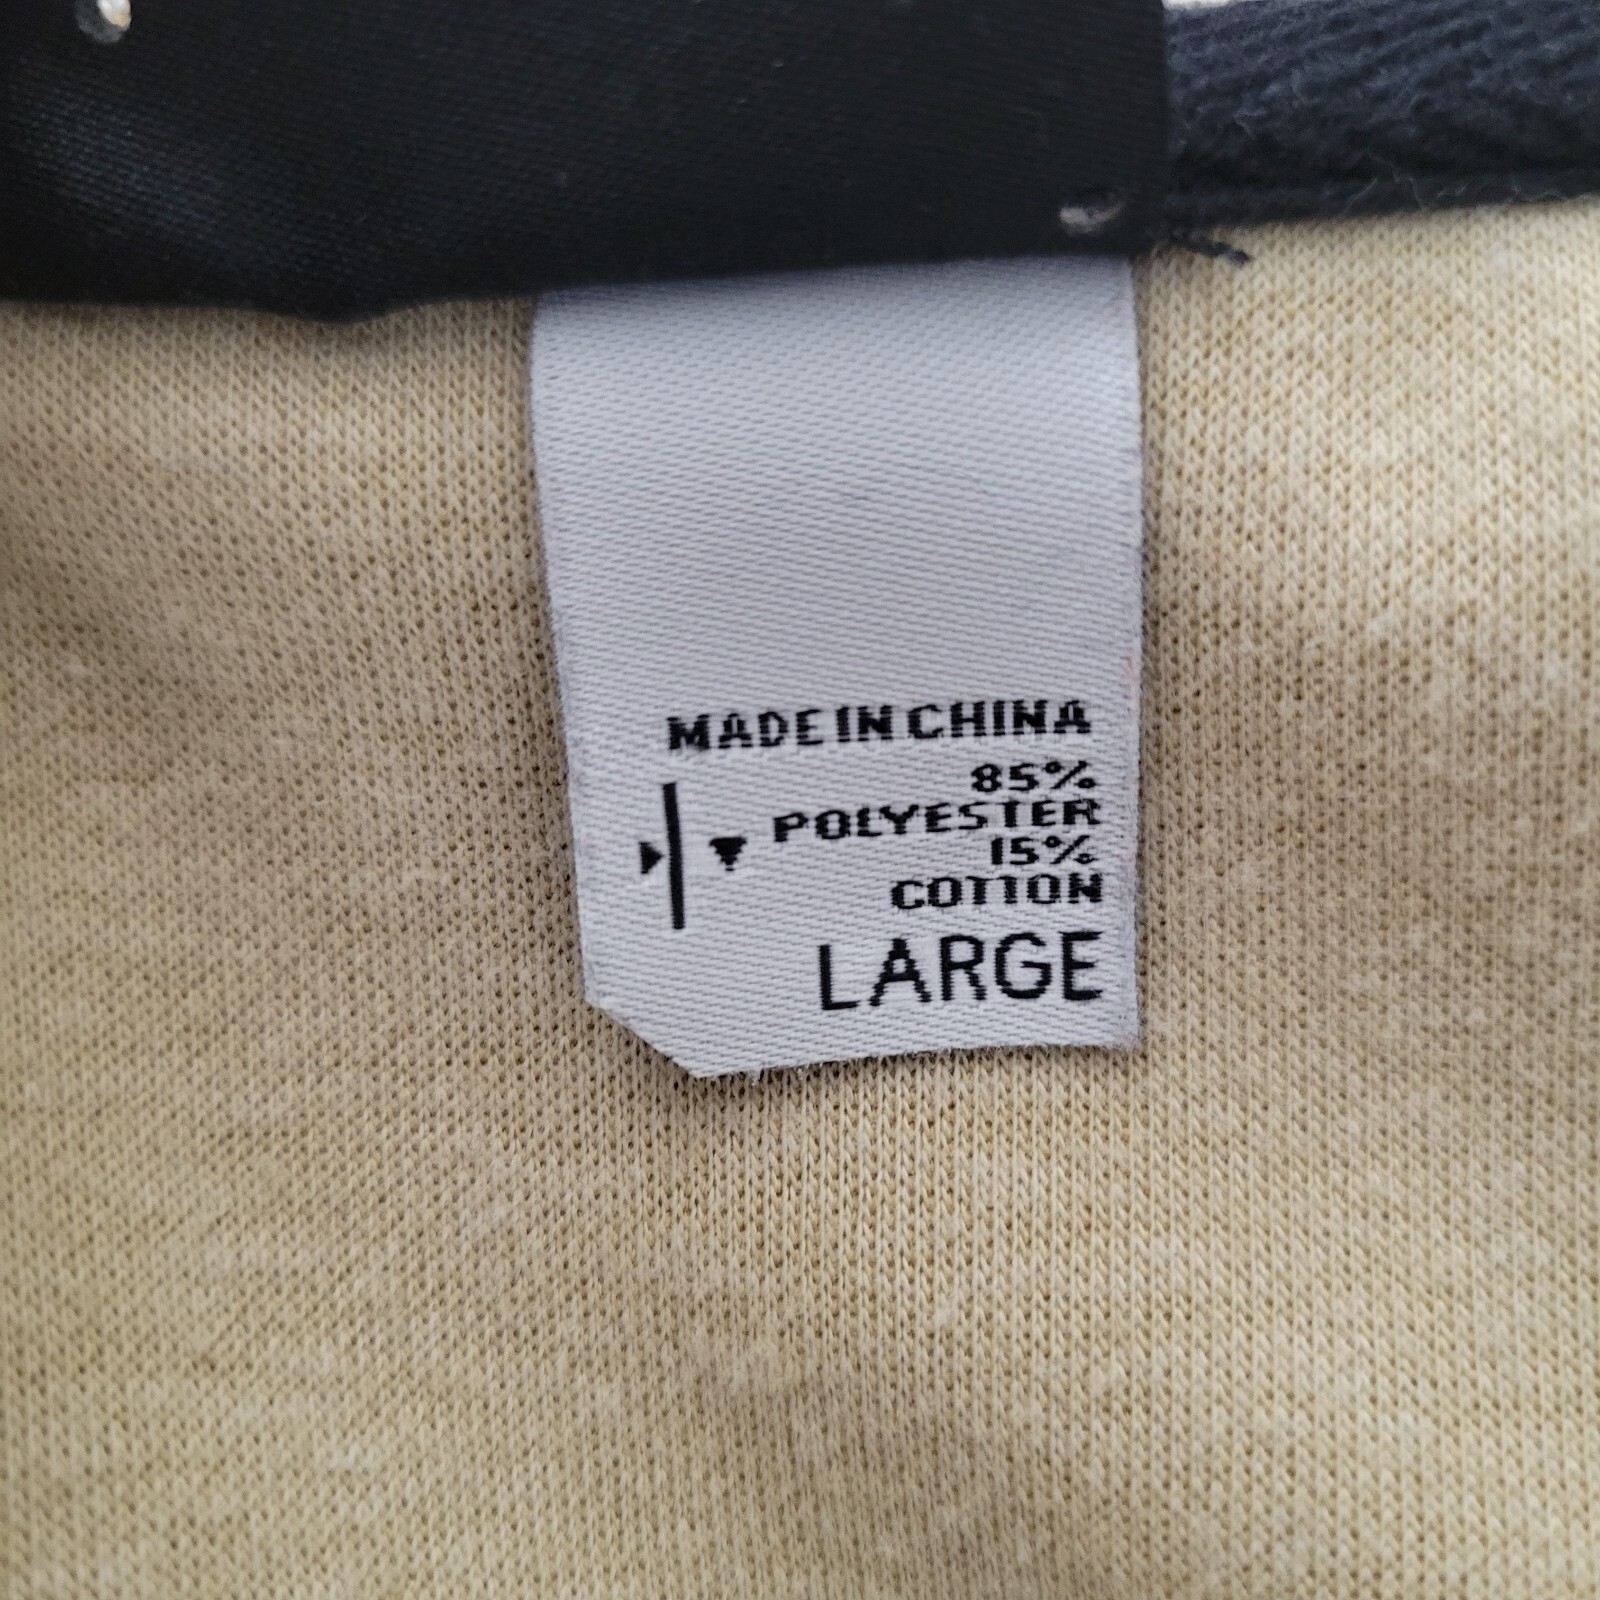 MADE IN CHINA
85%
POLYESTER
15%
COTTON
LARGE